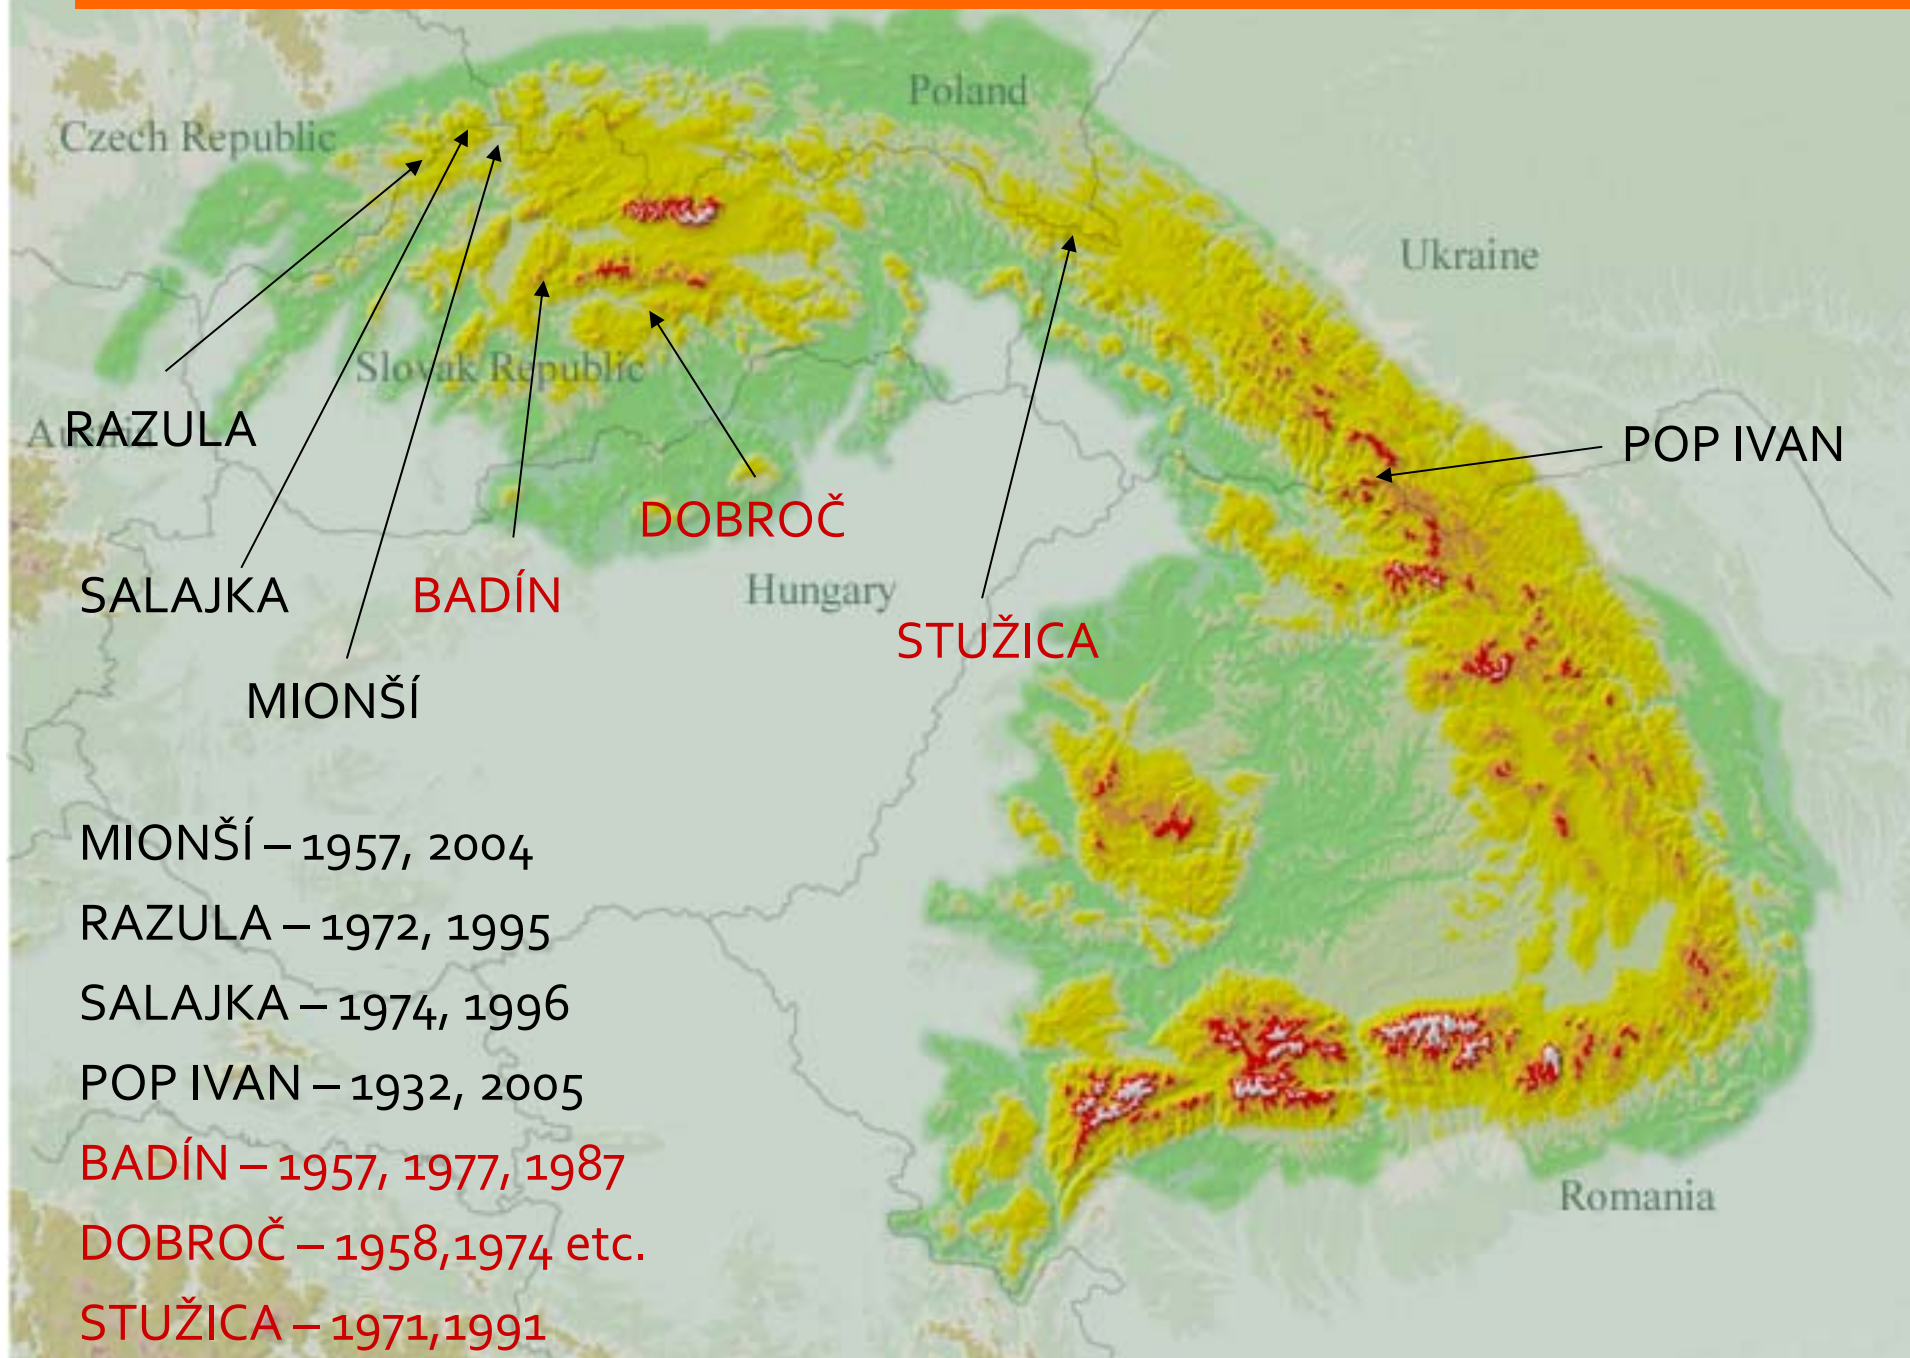 Poland
Czech Republic
Ukraine
Slovak Republic
Austria
RAZULA
POP IVAN
DOBROČ
Hungary
SALAJKA
BADÍN
STUŽICA
MIONŠÍ
MIONŠÍ – 1957, 2004
RAZULA – 1972, 1995
SALAJKA – 1974, 1996
POP IVAN – 1932, 2005
BADÍN – 1957, 1977, 1987
Romania
DOBROČ – 1958,1974 etc.
STUŽICA – 1971,1991